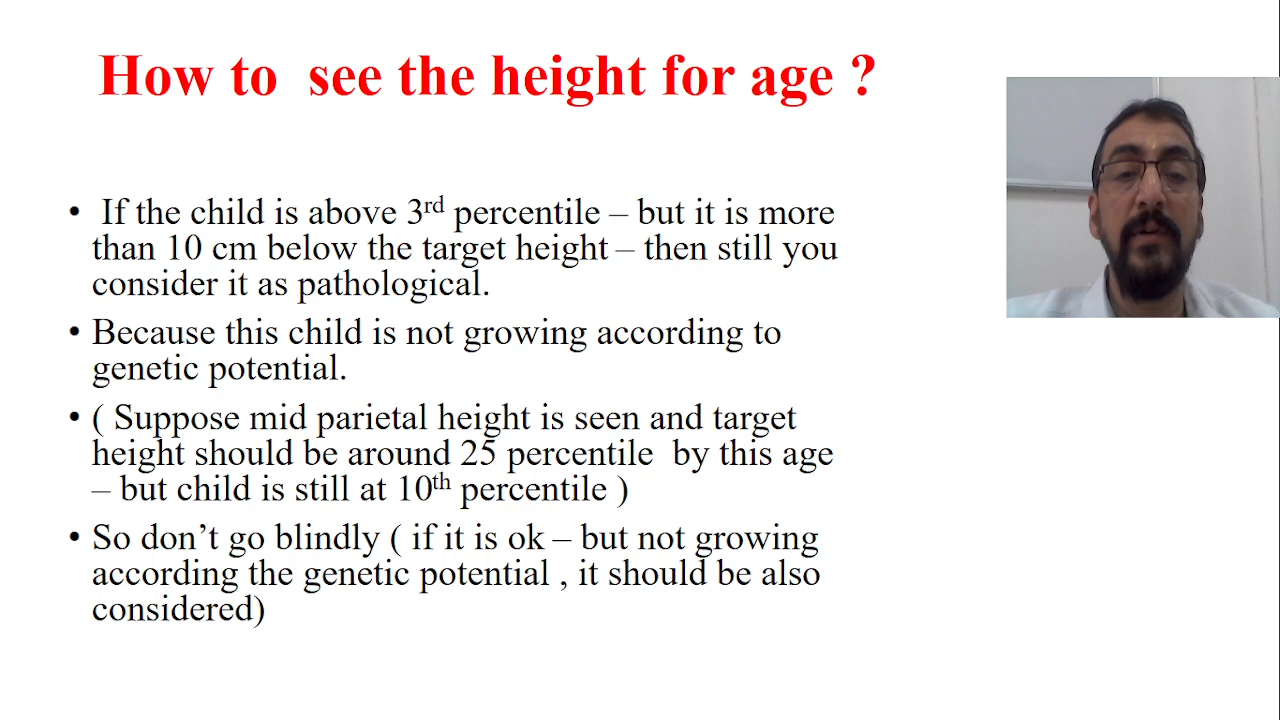 How to see the height for age ?
• If the child is above 3rd percentile – but it is more
than 10 cm below the target height – then still you
consider it as pathological.
• Because this child is not growing according to
genetic potential.
• ( Suppose mid parietal height is seen and target
height should be around 25 percentile by this age
– but child is still at 10th percentile )
• So don’t go blindly ( if it is ok – but not growing
according the genetic potential , it should be also
considered)